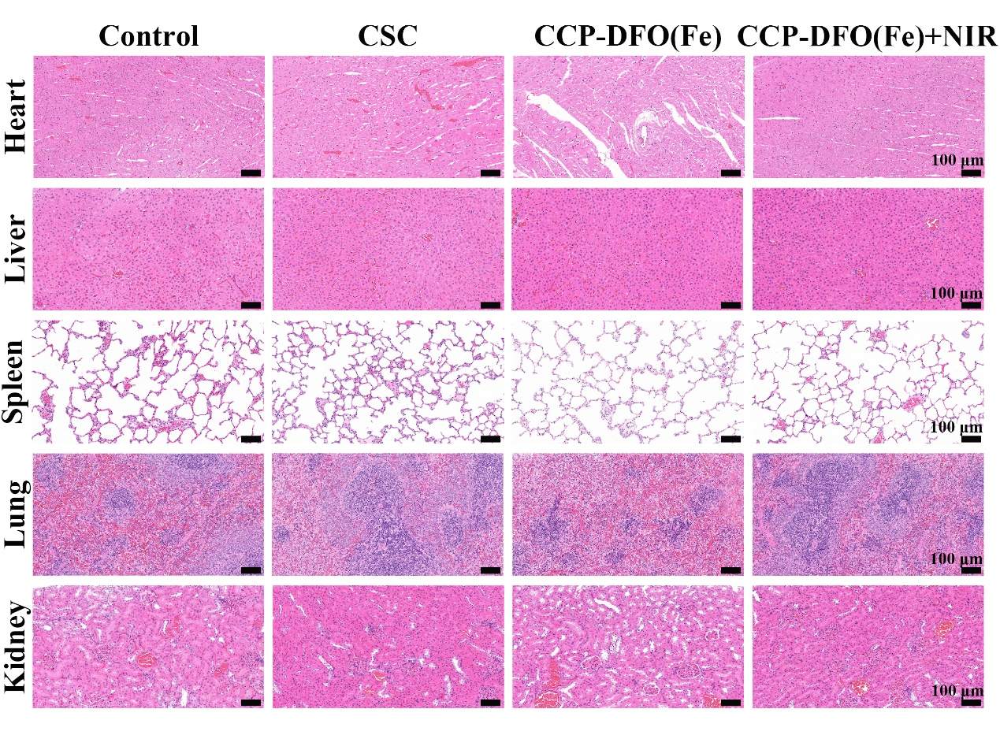 Control CSC CCP-DFO(Fe) CCP-DFO(Fe)+NIR
Heart
100 μm
Liver
100 μm
Spleen
100 μm
Lung
100 μm
Kidney
100 μm